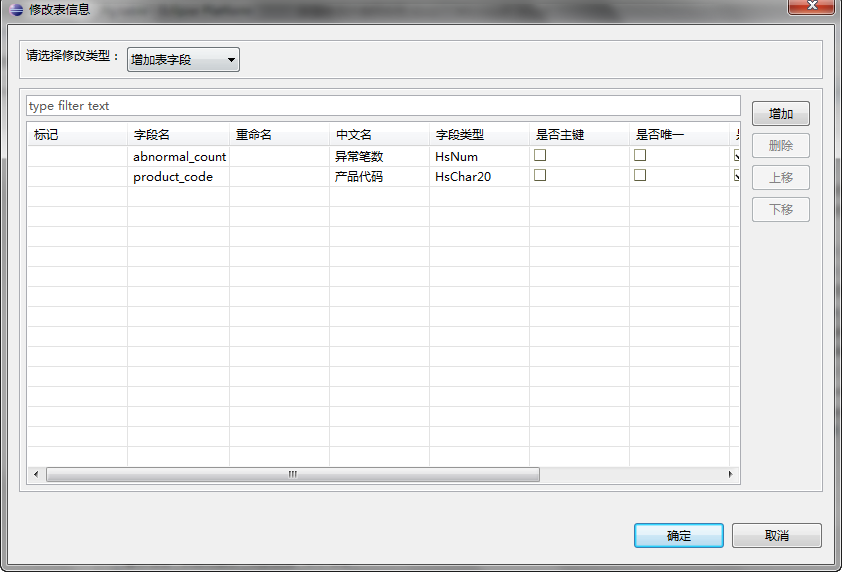 修改表信息
请选择修改类型： 增加表字段
type filter text
增加
标记 字段名 重命名 中文名 字段类型 是否主键 是否唯一
删除
abnormal_count 异常笔数 HsNum
product_code 产品代码 HsChar20
上移
下移
确定 取消